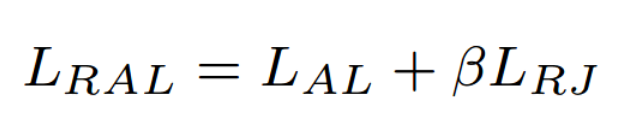 L_{RAL} = L_{AL} + βL_{RJ}